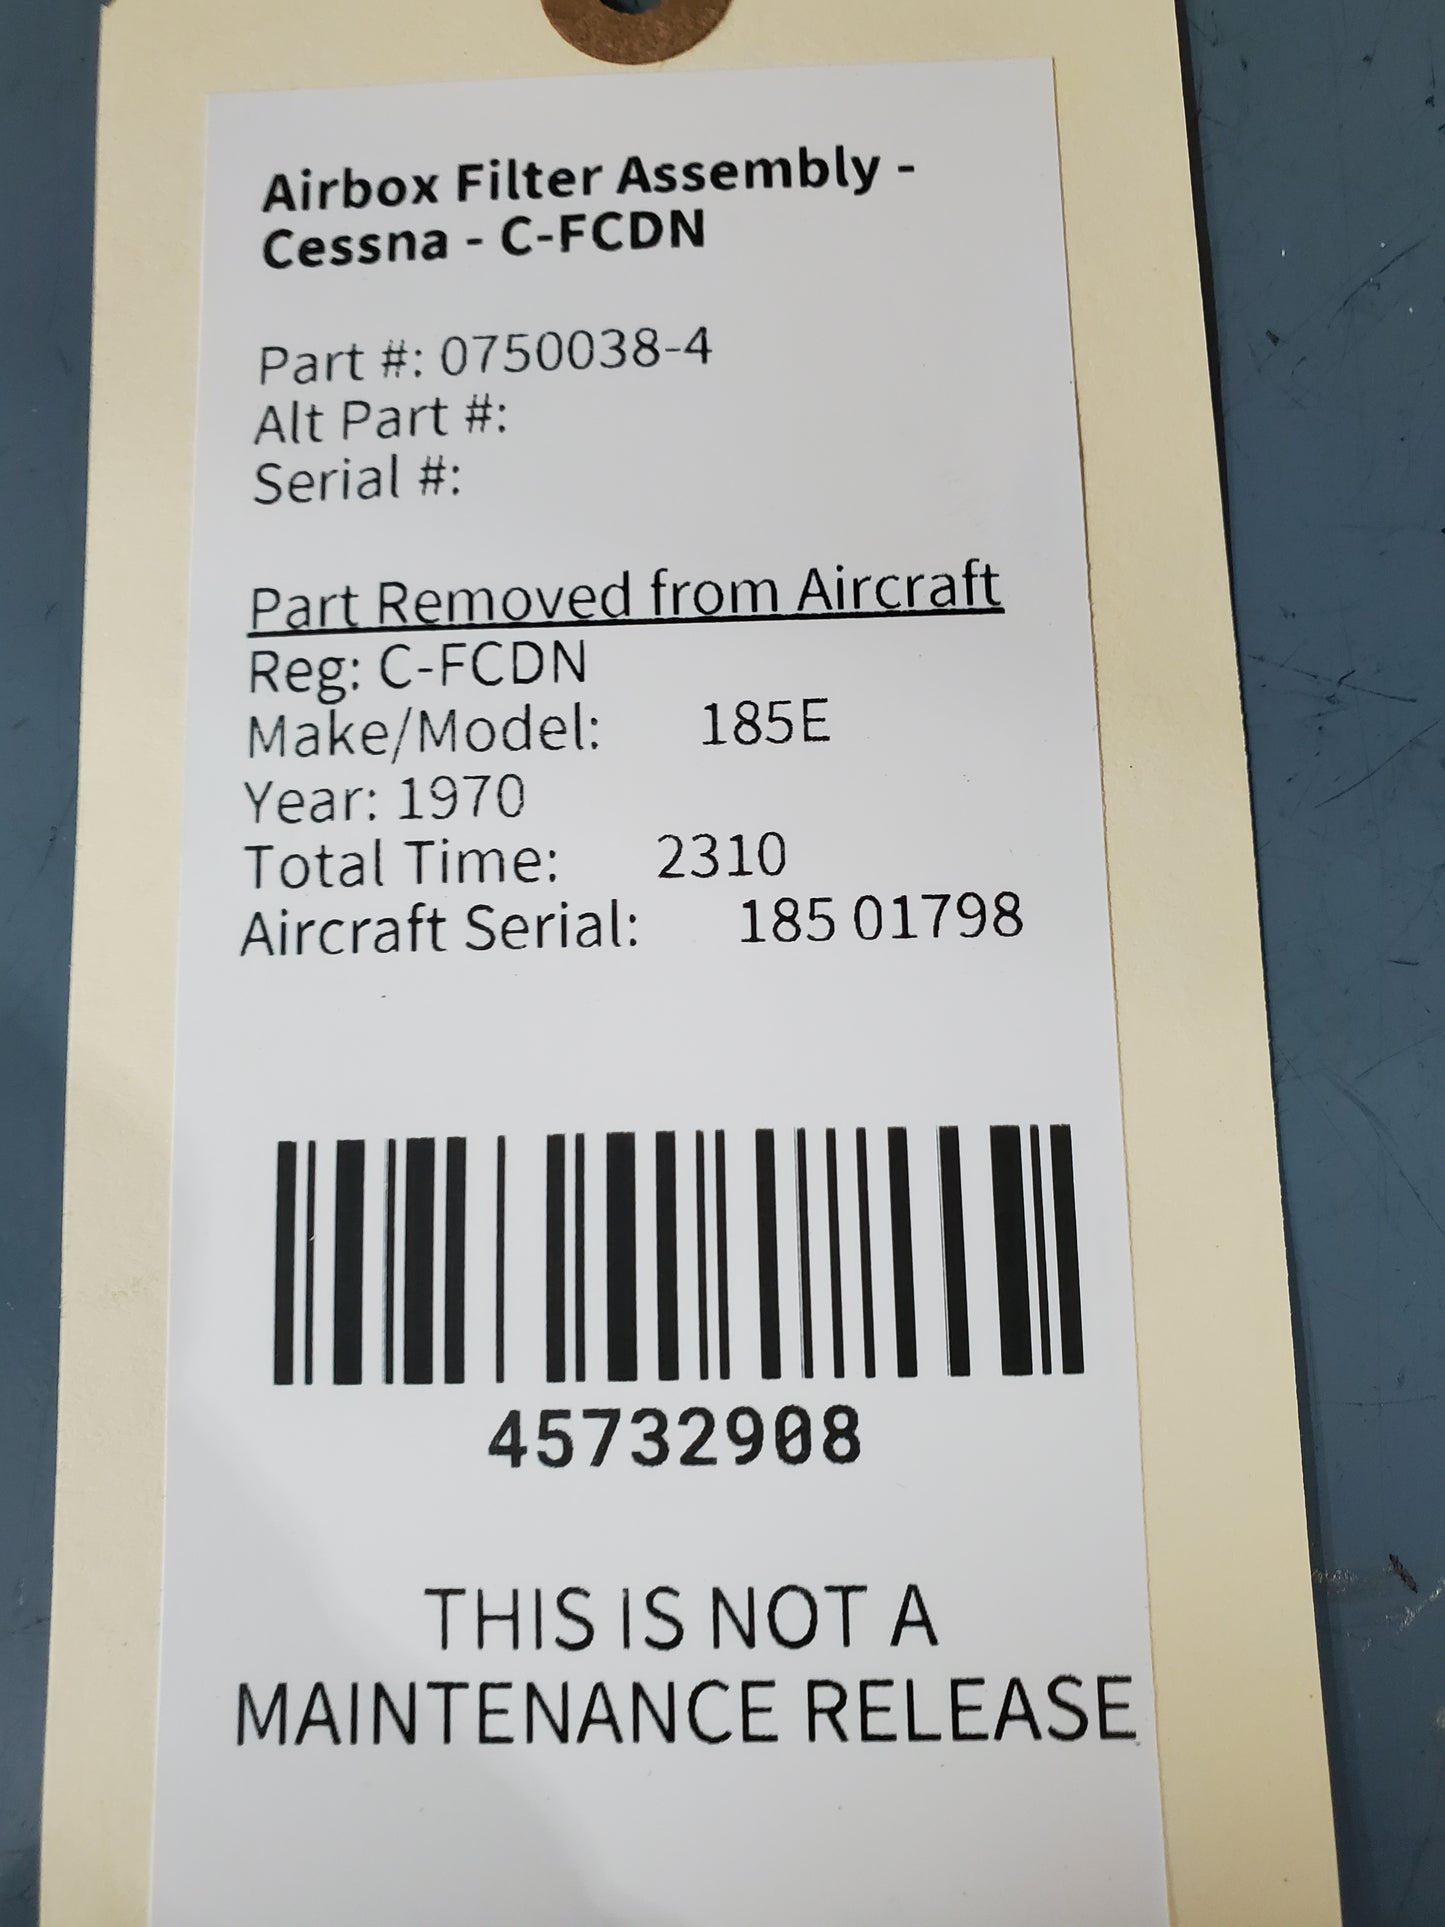 Airbox Filter Assembly -
Cessna - C-FCDN
Part #: 0750038-4
Alt Part #:
Serial #:
Part Removed from Aircraft
Reg: C-FCDN
Make/Model: 185E
Year: 1970
Total Time: 2310
Aircraft Serial: 185 01798
45732908
THIS IS NOT A
MAINTENANCE RELEASE